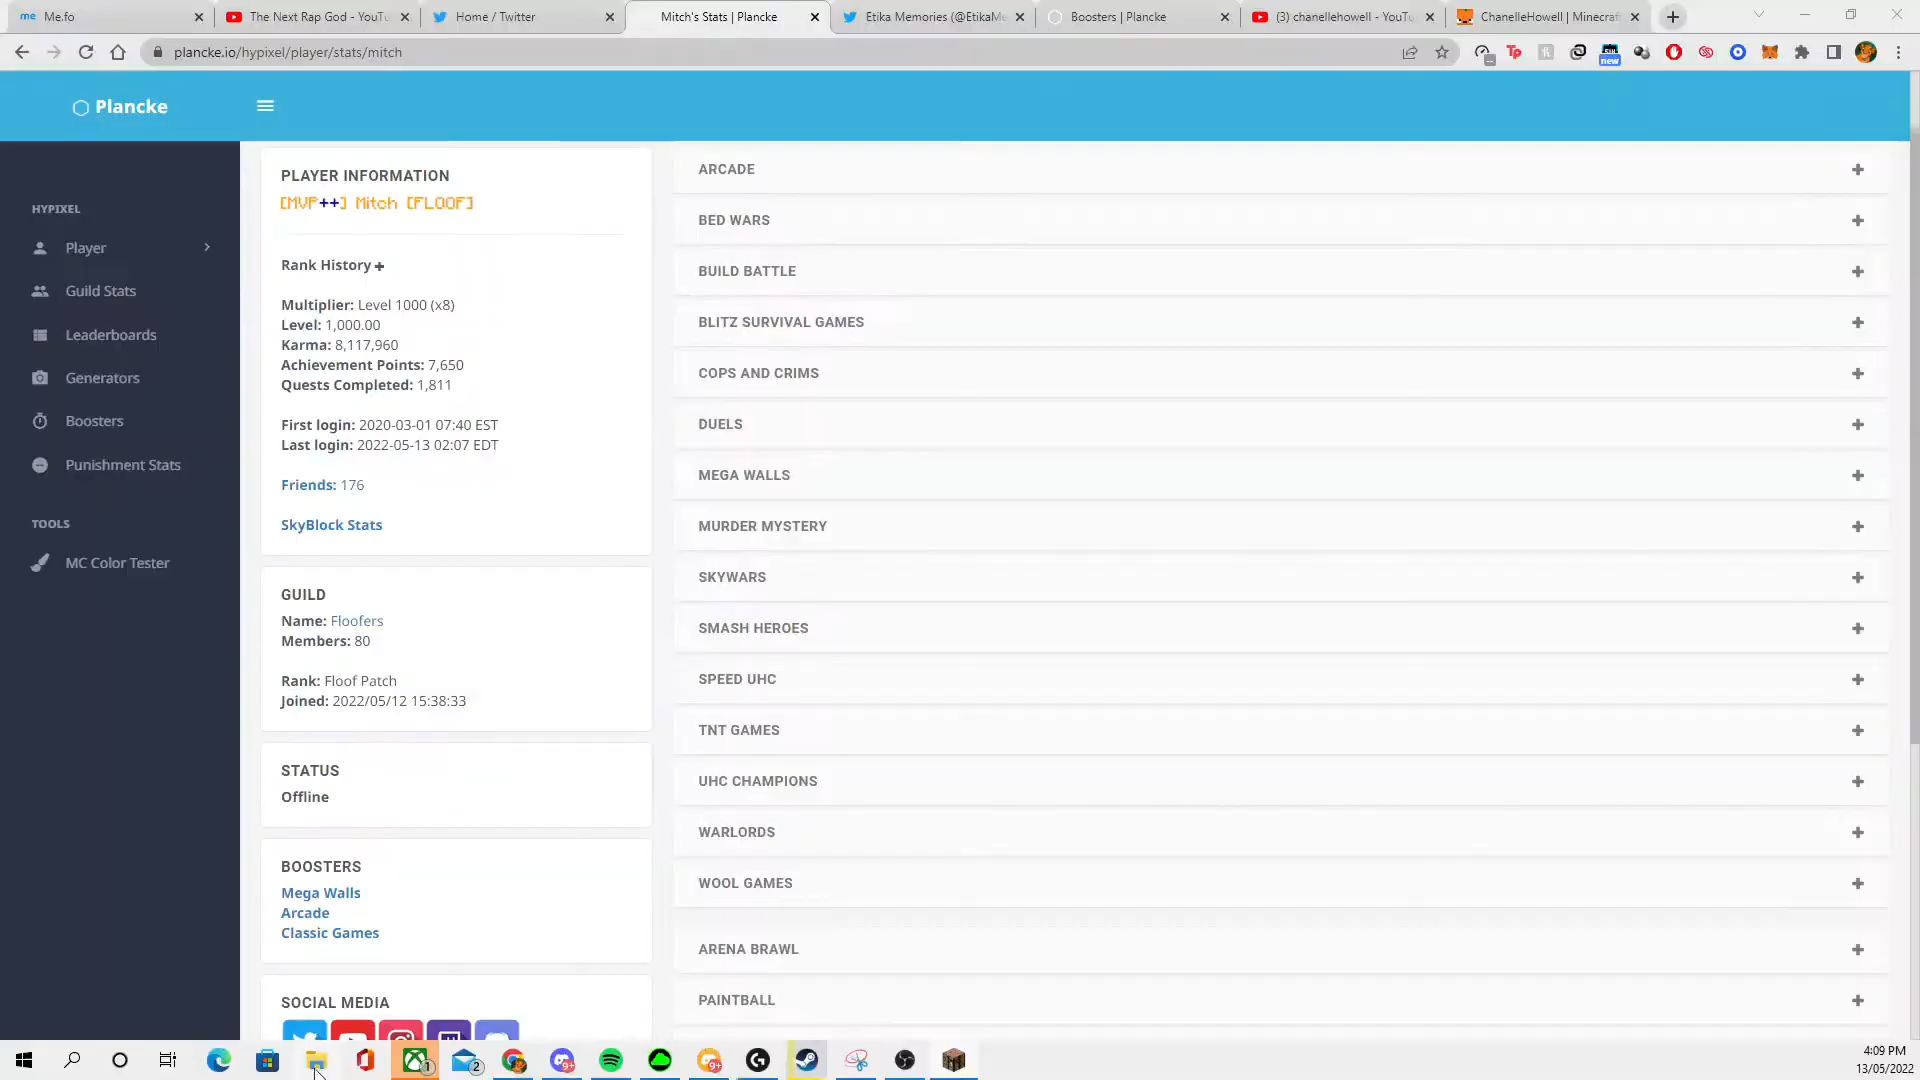 Me.fo
The Next Rap God - YouTu
Home / Twitter
Mitch's Stats | Plancke
Etika Memories (@EtikaMe
Boosters | Plancke
(3) chanellehowell - YouTu
ChanelleHowell | Minecraf
plancke.io/hypixel/player/stats/mitch
new
Plancke
HYPIXEL
Player
Guild Stats
Leaderboards
Generators
Boosters
Punishment Stats
TOOLS
MC Color Tester
PLAYER INFORMATION
[MVP++] Mitch [FLOOF]
Rank History
Multiplier: Level 1000 (x8)
Level: 1,000.00
Karma: 8,117,960
Achievement Points: 7,650
Quests Completed: 1,811
First login: 2020-03-01 07:40 EST
Last login: 2022-05-13 02:07 EDT
Friends: 176
SkyBlock Stats
GUILD
Name: Floofers
Members: 80
Rank: Floof Patch
Joined: 2022/05/12 15:38:33
STATUS
Offline
BOOSTERS
Mega Walls
Arcade
Classic Games
SOCIAL MEDIA
ARCADE
BED WARS
BUILD BATTLE
BLITZ SURVIVAL GAMES
COPS AND CRIMS
DUELS
MEGA WALLS
MURDER MYSTERY
SKYWARS
SMASH HEROES
SPEED UHC
TNT GAMES
UHC CHAMPIONS
WARLORDS
WOOL GAMES
ARENA BRAWL
PAINTBALL
4:09 PM
13/05/2022